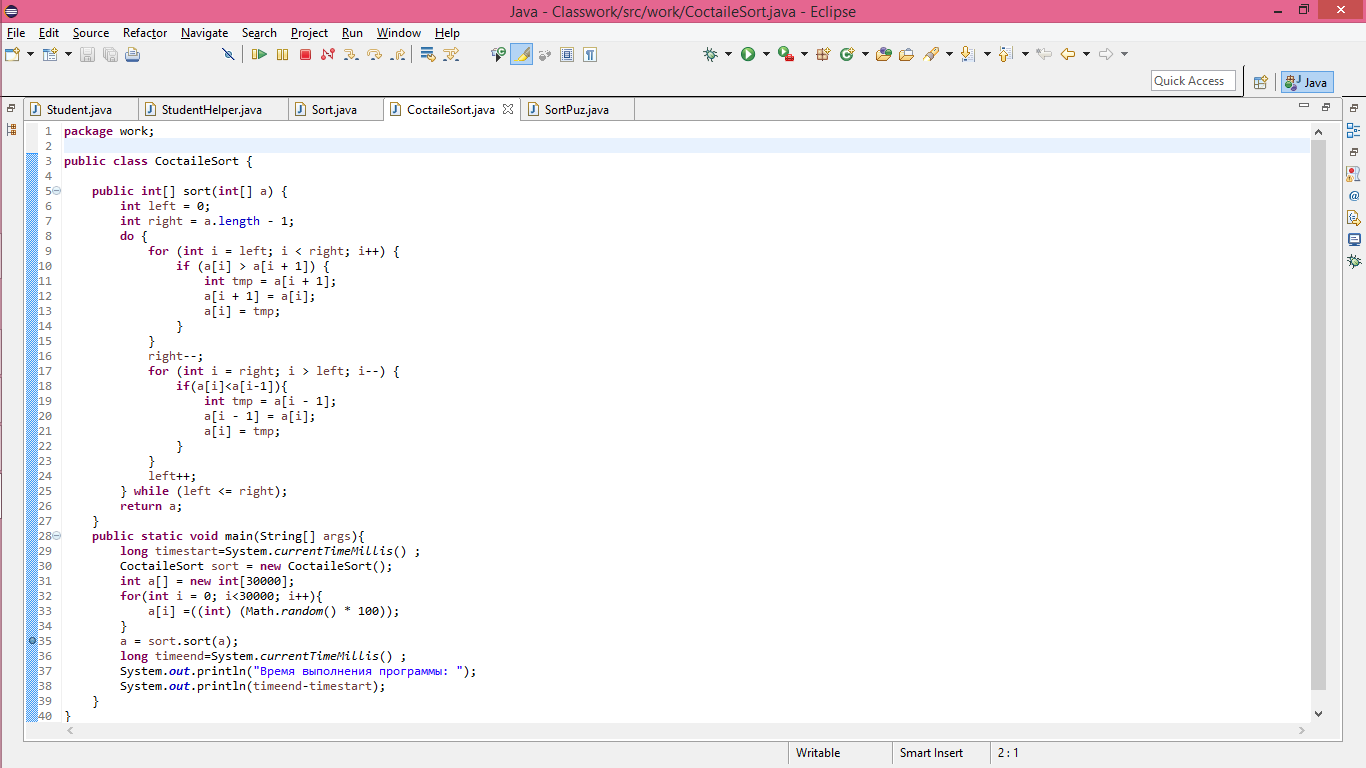 Java - Classwork/src/work/CoctaileSort.java - Eclipse
File Edit Source Refactor Navigate Search Project Run Window Help
Quick Access
Java
Student.java StudentHelper.java Sort.java CoctaileSort.java SortPuz.java
1 package work;
2
3 public class CoctaileSort {
4
5 public int[] sort(int[] a) {
6 int left = 0;
7 int right = a.length - 1;
8 do {
9 for (int i = left; i < right; i++) {
10 if (a[i] > a[i + 1]) {
11 int tmp = a[i + 1];
12 a[i + 1] = a[i];
13 a[i] = tmp;
14 }
15 }
16 right--;
17 for (int i = right; i > left; i--) {
18 if(a[i]<a[i-1]){
19 int tmp = a[i - 1];
20 a[i - 1] = a[i];
21 a[i] = tmp;
22 }
23 }
24 left++;
25 } while (left <= right);
26 return a;
27 }
28 public static void main(String[] args){
29 long timestart=System.currentTimeMillis() ;
30 CoctaileSort sort = new CoctaileSort();
31 int a[] = new int[30000];
32 for(int i = 0; i<30000; i++){
33 a[i] =((int) (Math.random() * 100));
34 }
35 a = sort.sort(a);
36 long timeend=System.currentTimeMillis() ;
37 System.out.println("Время выполнения программы: ");
38 System.out.println(timeend-timestart);
39 }
40 }
Writable Smart Insert 2 : 1